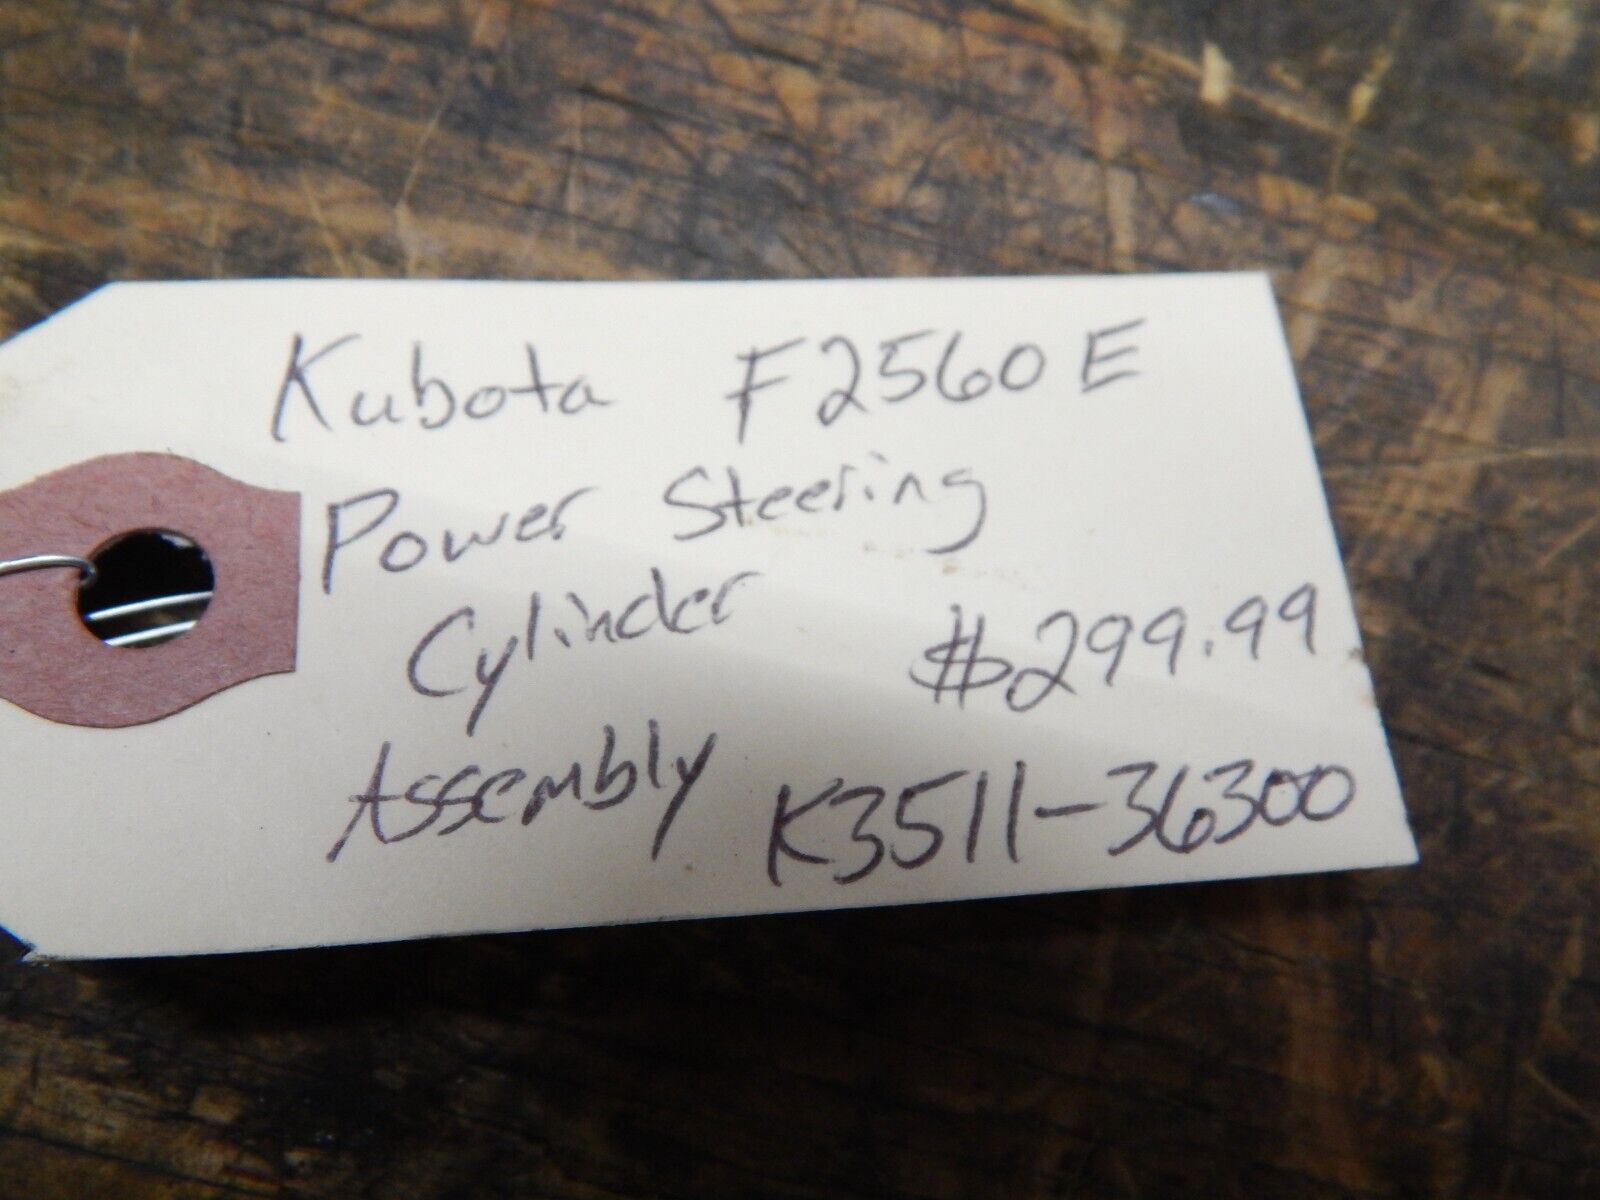 Kubota F2560E
Power Steering
Cylinder $299.99
Assembly K3511-36300